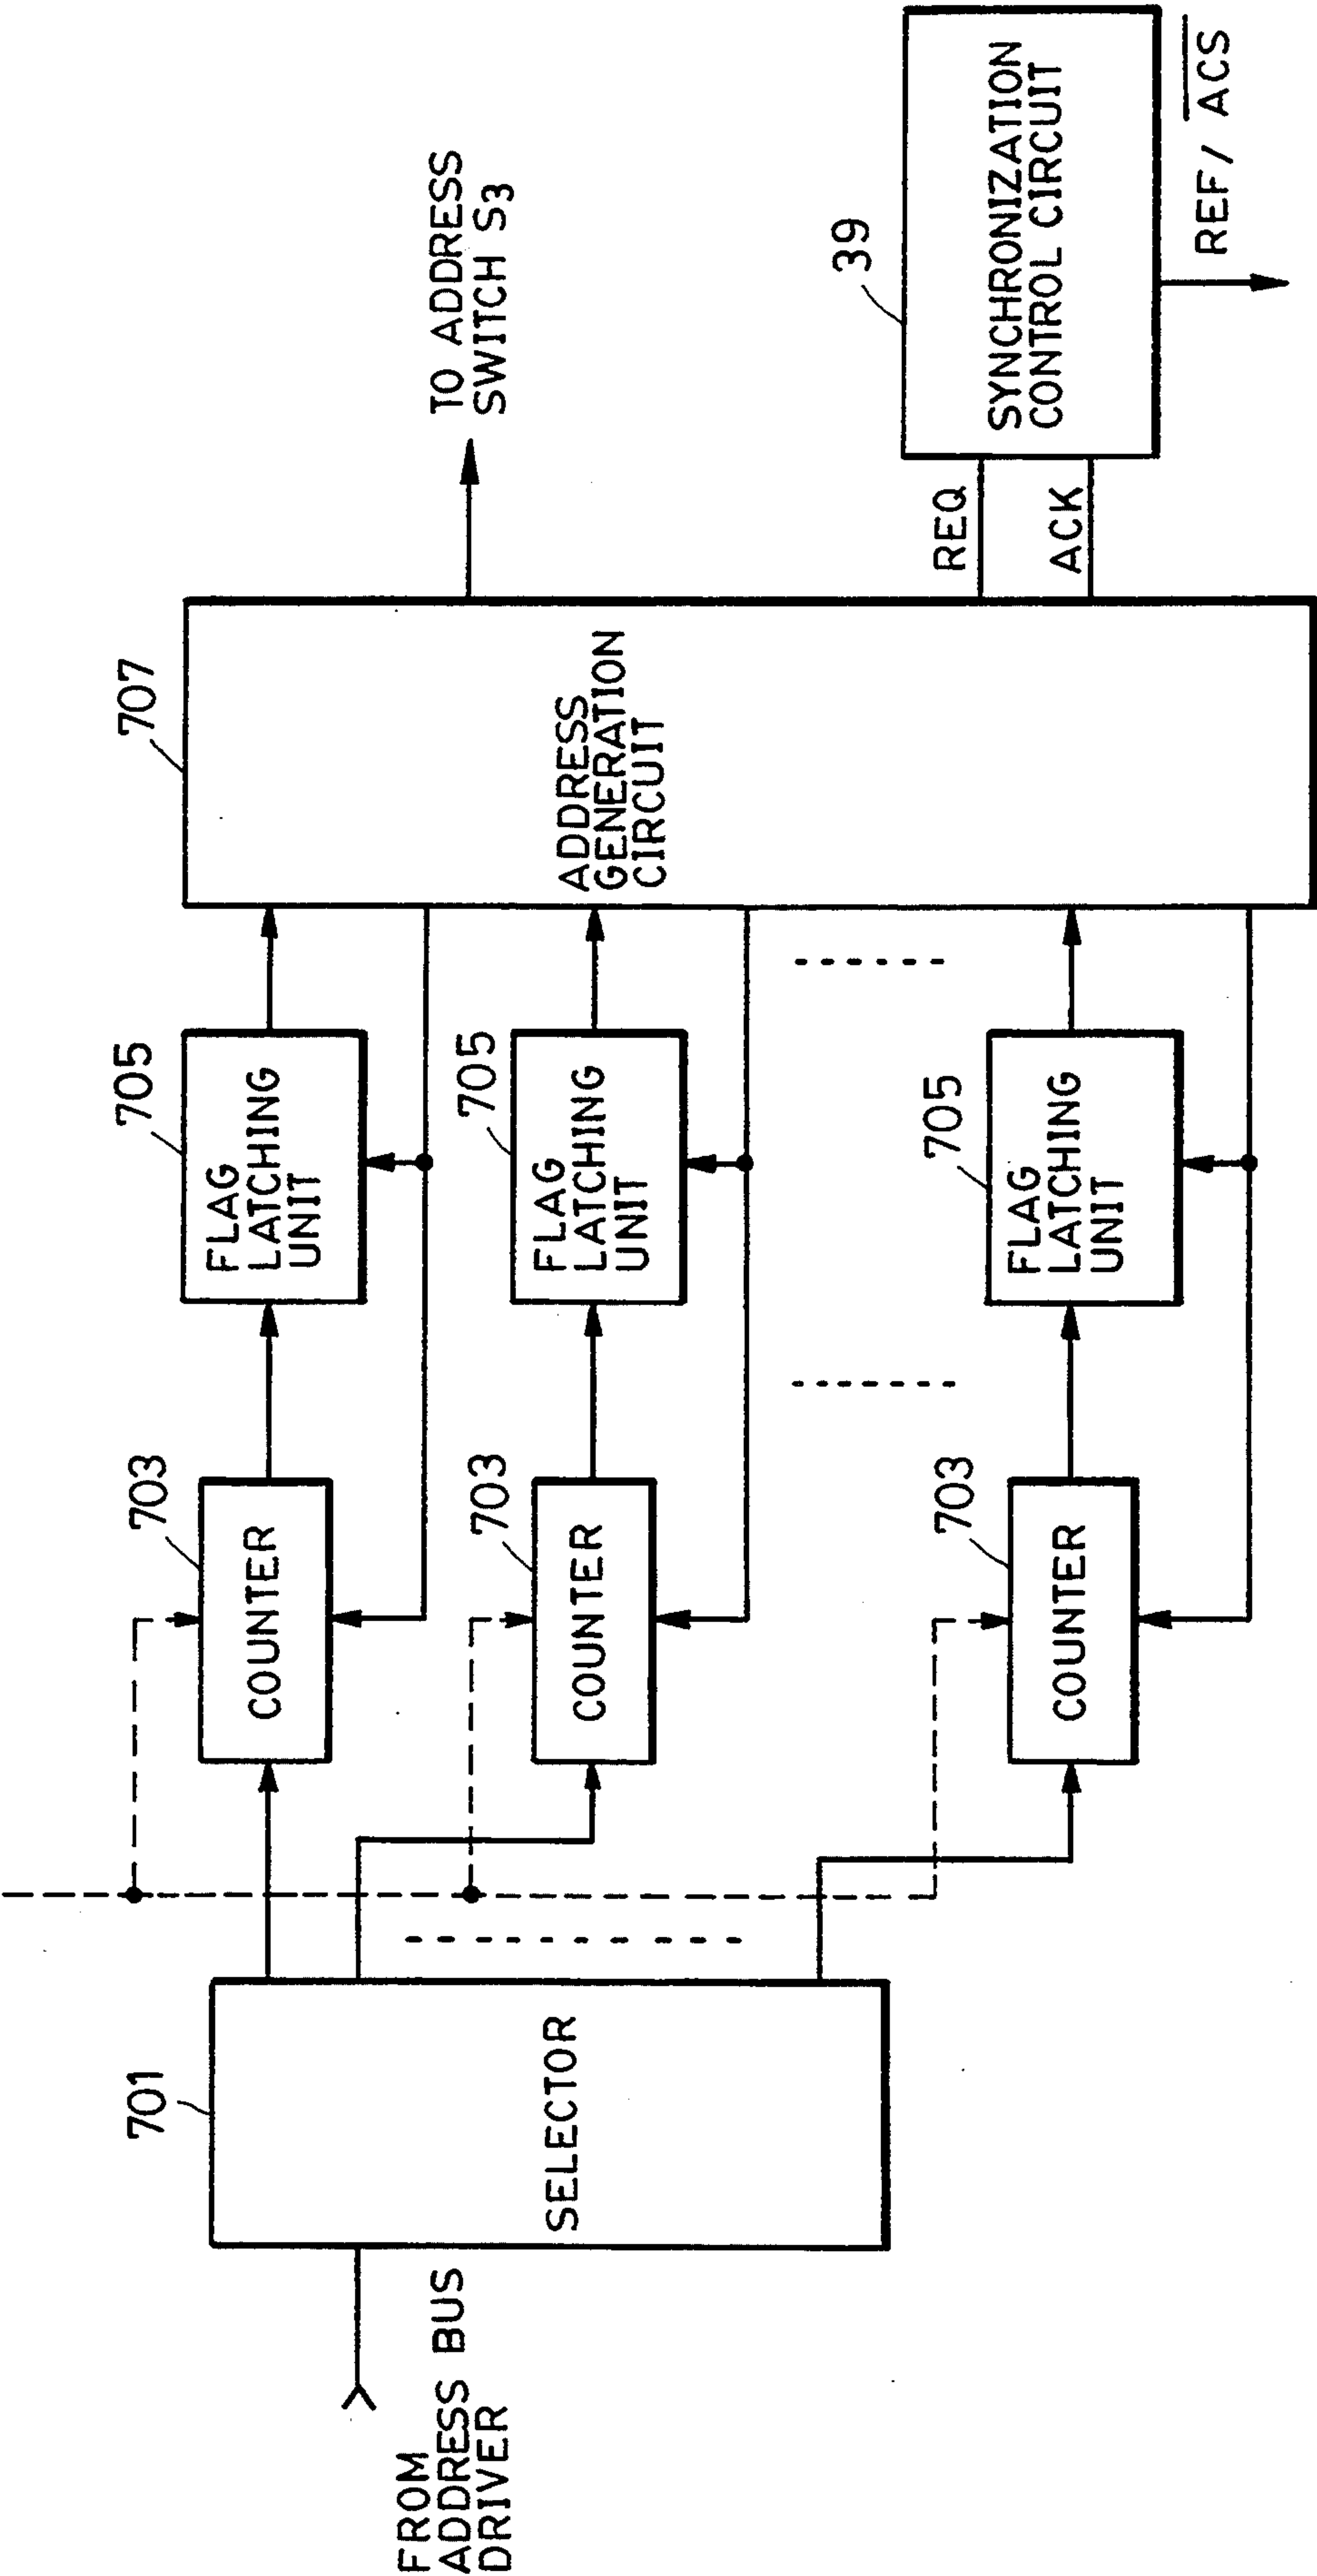 FROM
ADDRESS BUS
DRIVER
701
SELECTOR
703
COUNTER
703
COUNTER
703
COUNTER
705
FLAG
LATCHING
UNIT
705
FLAG
LATCHING
UNIT
705
FLAG
LATCHING
UNIT
707
ADDRESS
GENERATION
CIRCUIT
TO ADDRESS
SWITCH S3
REQ
ACK
39
SYNCHRONIZATION
CONTROL CIRCUIT
REF/ A̅C̅S̅